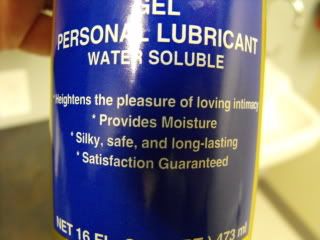 GEL
PERSONAL LUBRICANT
WATER SOLUBLE
*Heightens the pleasure of loving intimacy
* Provides Moisture
* Silky, safe, and long-lasting
* Satisfaction Guaranteed
NET 16 FL 473 ml